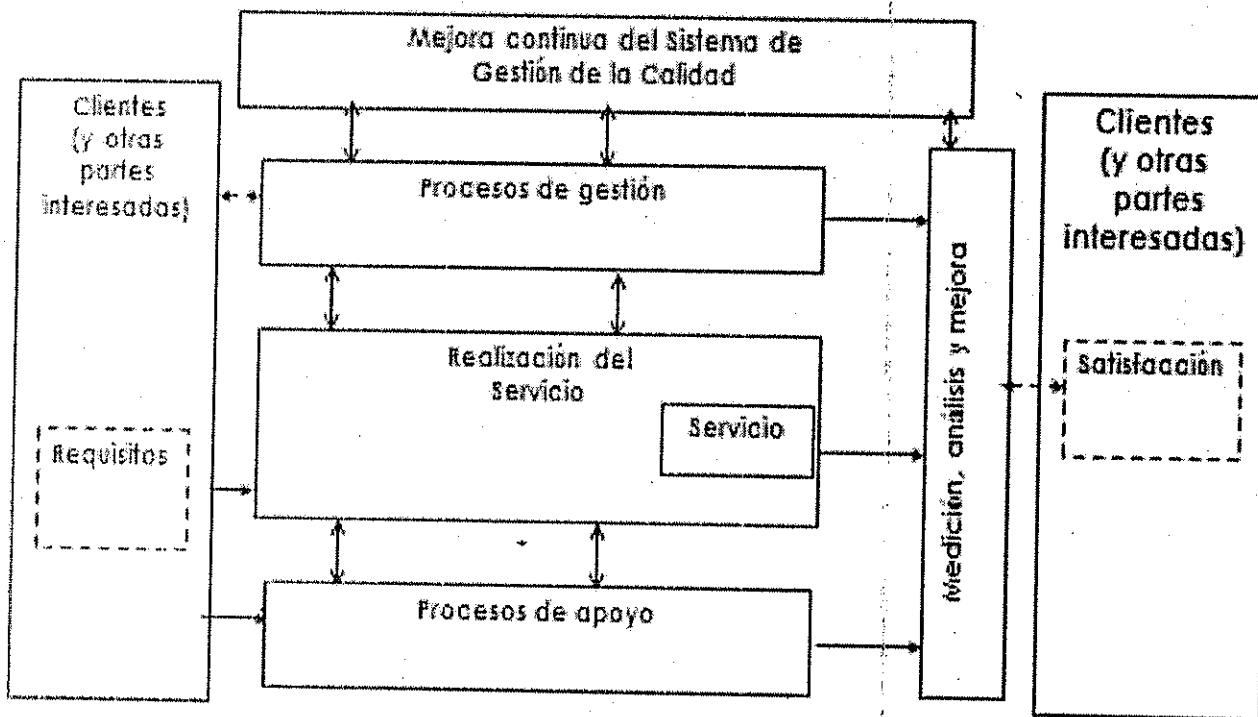 Mejora continua del Sistema de
Gestión de la Calidad
Clientes
(y otras
partes
interesadas)
Requisitos
Procesos de gestión
Realización del
Servicio
Servicio
Procesos de apoyo
Medición, análisis y mejora
Clientes
(y otras
partes
interesadas)
Satisfacción